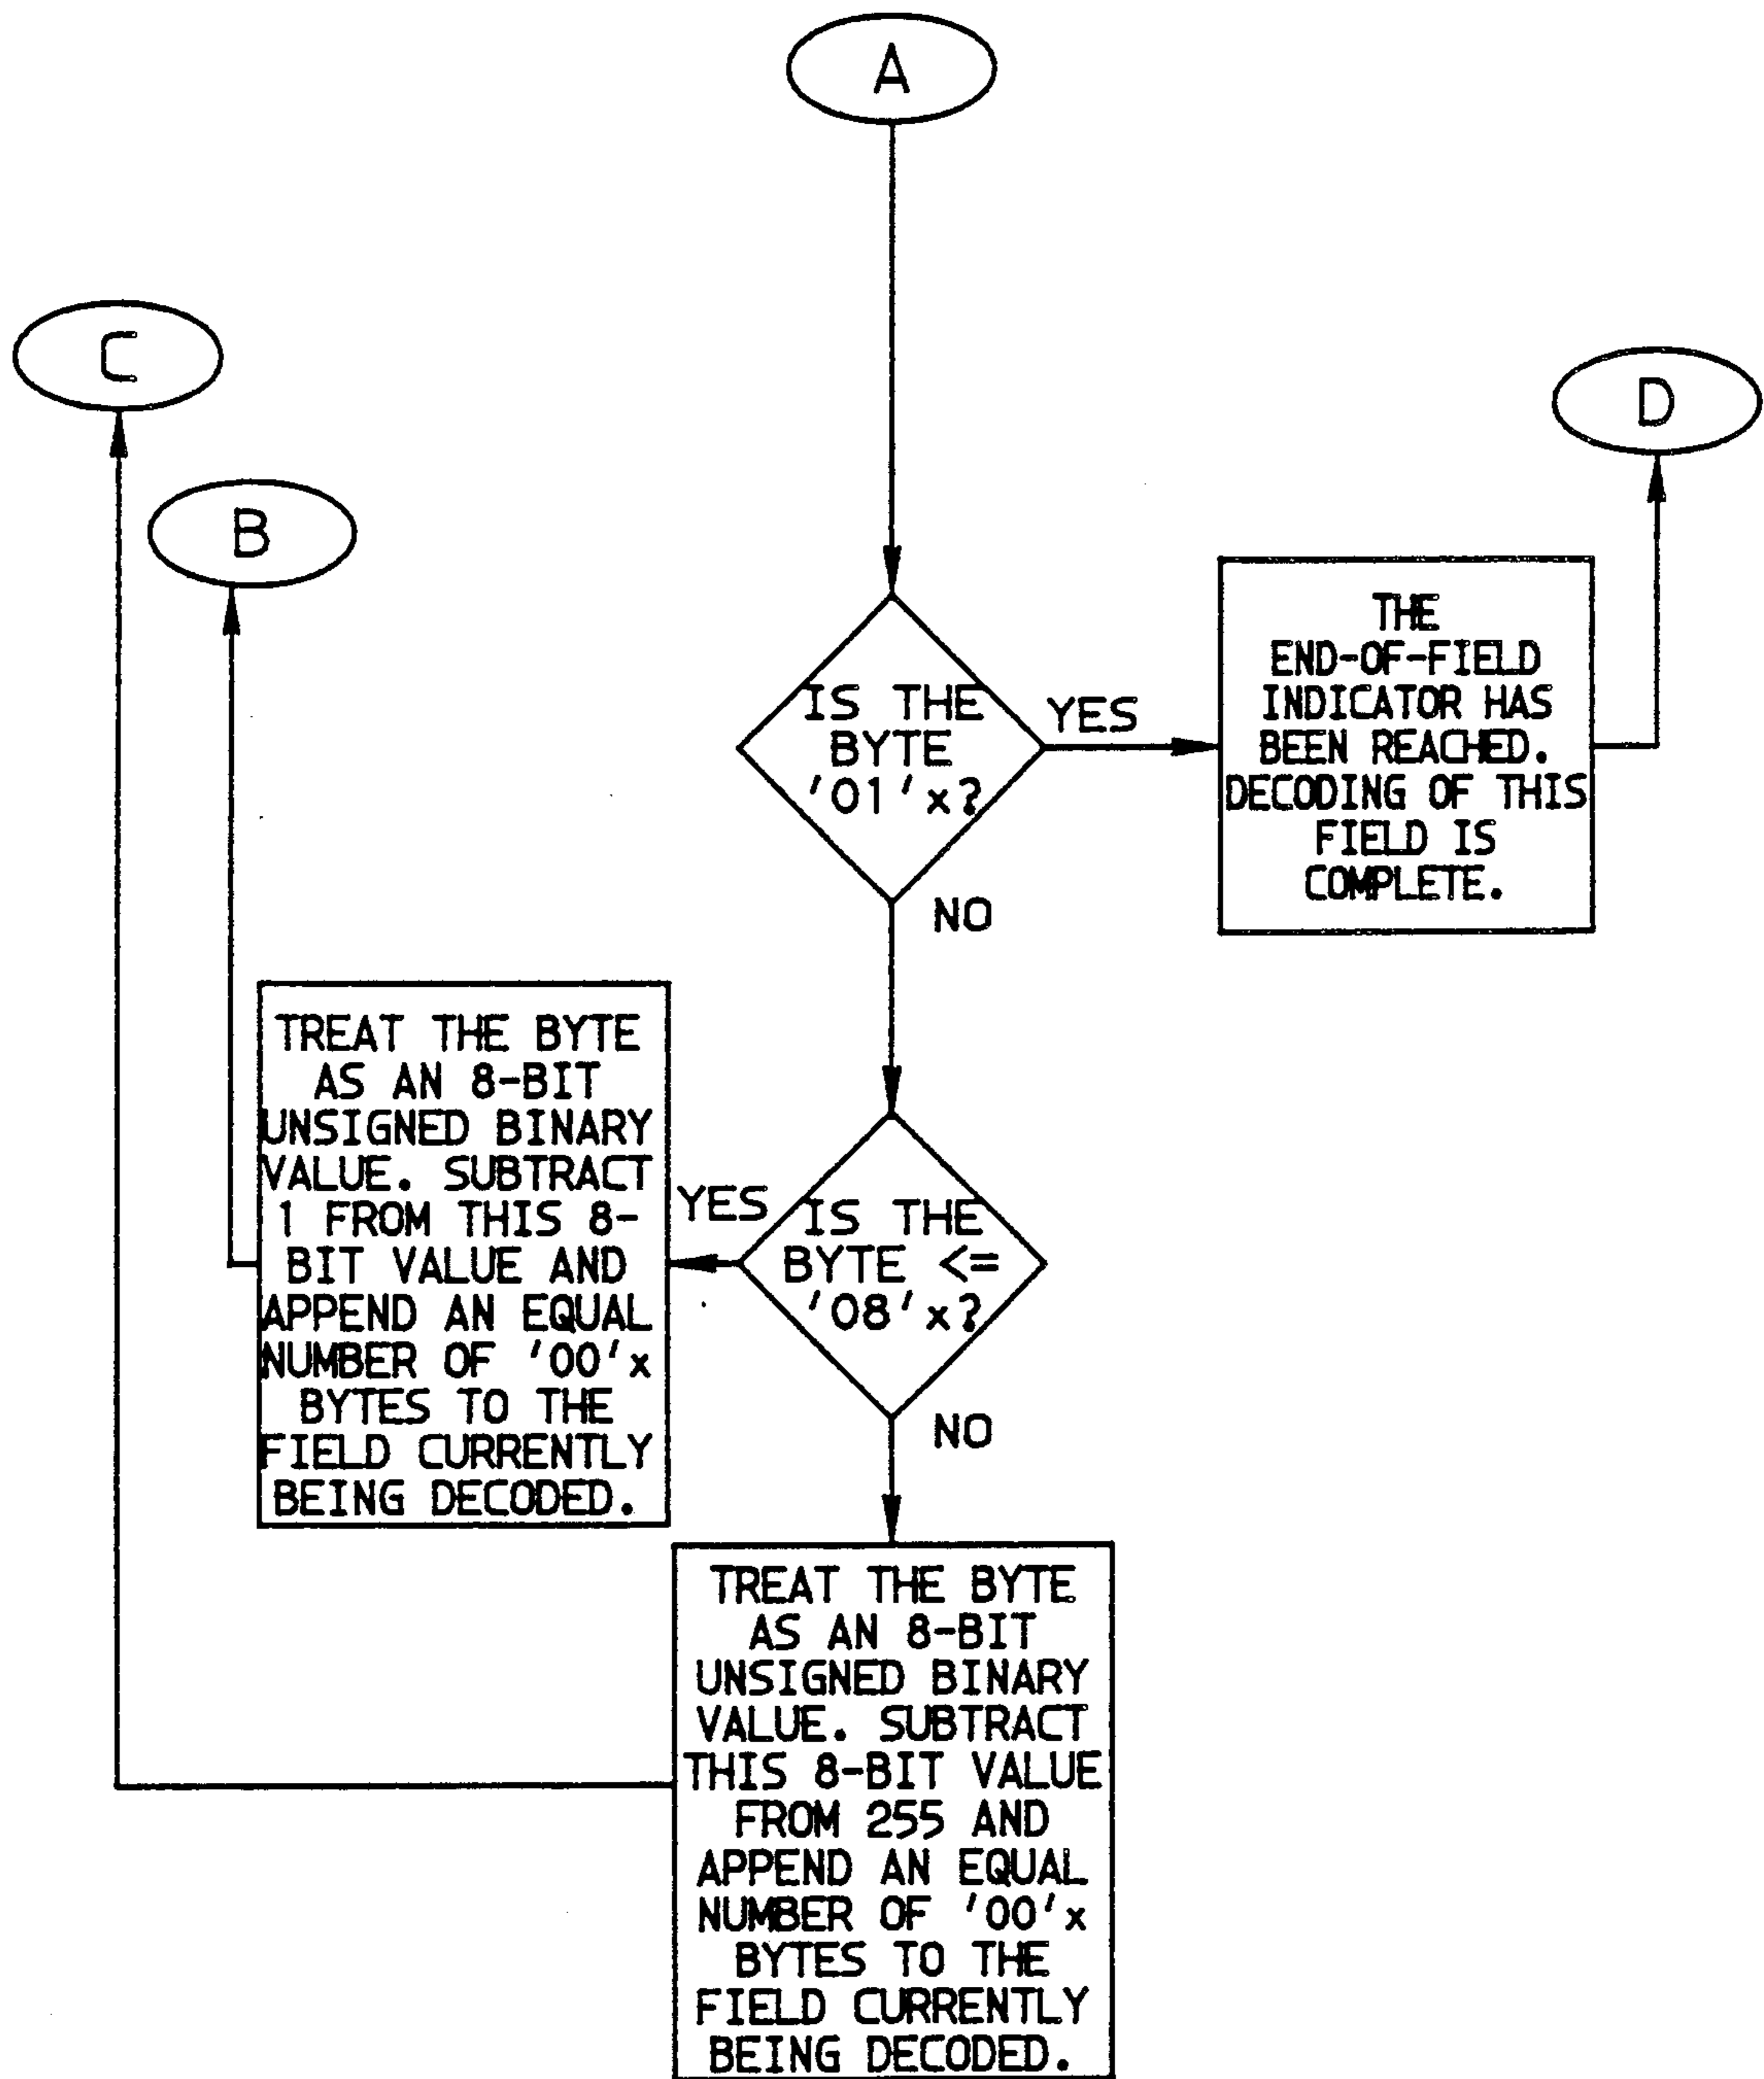 A
C
D
B
IS THE
BYTE
'01'x?
YES
NO
THE
END-OF-FIELD
INDICATOR HAS
BEEN REACHED.
DECODING OF THIS
FIELD IS
COMPLETE.
IS THE
BYTE <=
'08'x?
YES
NO
TREAT THE BYTE
AS AN 8-BIT
UNSIGNED BINARY
VALUE. SUBTRACT
1 FROM THIS 8-
BIT VALUE AND
APPEND AN EQUAL
NUMBER OF '00'x
BYTES TO THE
FIELD CURRENTLY
BEING DECODED.
TREAT THE BYTE
AS AN 8-BIT
UNSIGNED BINARY
VALUE. SUBTRACT
THIS 8-BIT VALUE
FROM 255 AND
APPEND AN EQUAL
NUMBER OF '00'x
BYTES TO THE
FIELD CURRENTLY
BEING DECODED.